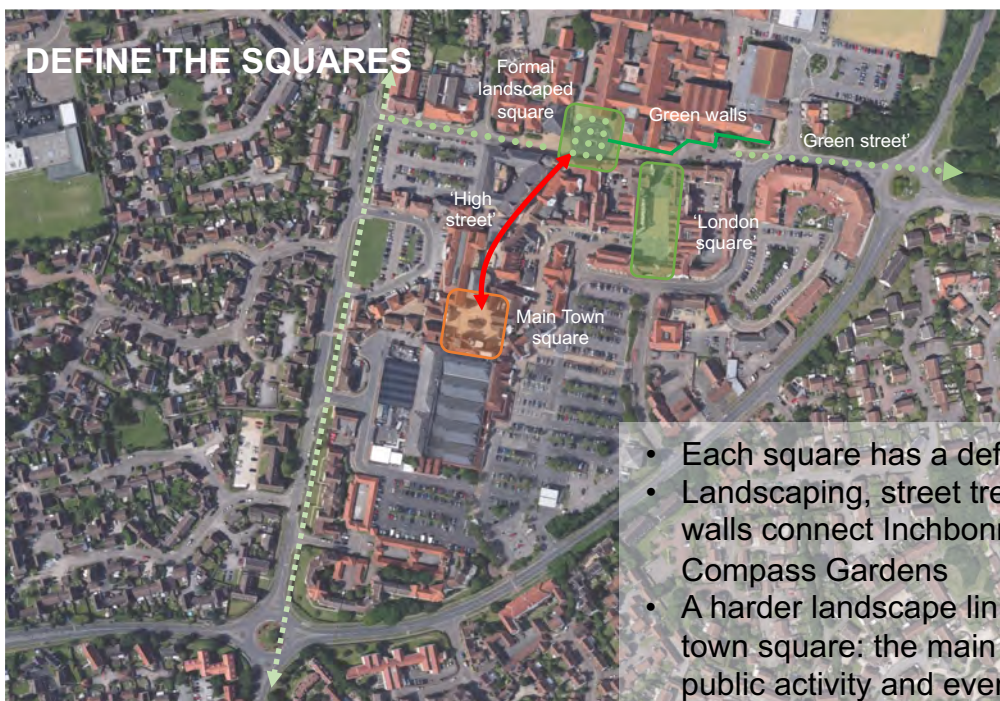 DEFINE THE SQUARES
Formal
landscaped
square
Green walls
'Green street'
'High
street'
'London
square'
Main Town
square
• Each square has a def
• Landscaping, street tre
walls connect Inchbonn
Compass Gardens
• A harder landscape lin
town square: the main
public activity and even